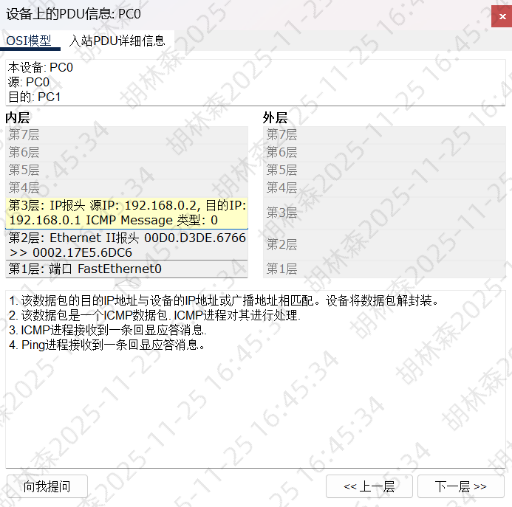 设备上的PDU信息: PC0
×
OSI模型 入站PDU详细信息
本设备: PC0
源: PC0
目的: PC1
内层
外层
第7层
第6层
第5层
第4层
第3层: IP报头 源IP: 192.168.0.2, 目的IP:
192.168.0.1 ICMP Message 类型: 0
第2层: Ethernet II报头 00D0.D3DE.6766
>> 0002.17E5.6DC6
第1层: 端口 FastEthernet0
第7层
第6层
第5层
第4层
第3层
第2层
第1层
1. 该数据包的目的IP地址与设备的IP地址或广播地址相匹配。设备将数据包解封装。
2. 该数据包是一个ICMP数据包. ICMP进程对其进行处理.
3. ICMP进程接收到一条回显应答消息.
4. Ping进程接收到一条回显应答消息。
向我提问
<< 上一层
下一层 >>
胡林森2025-11-25 16:45:34